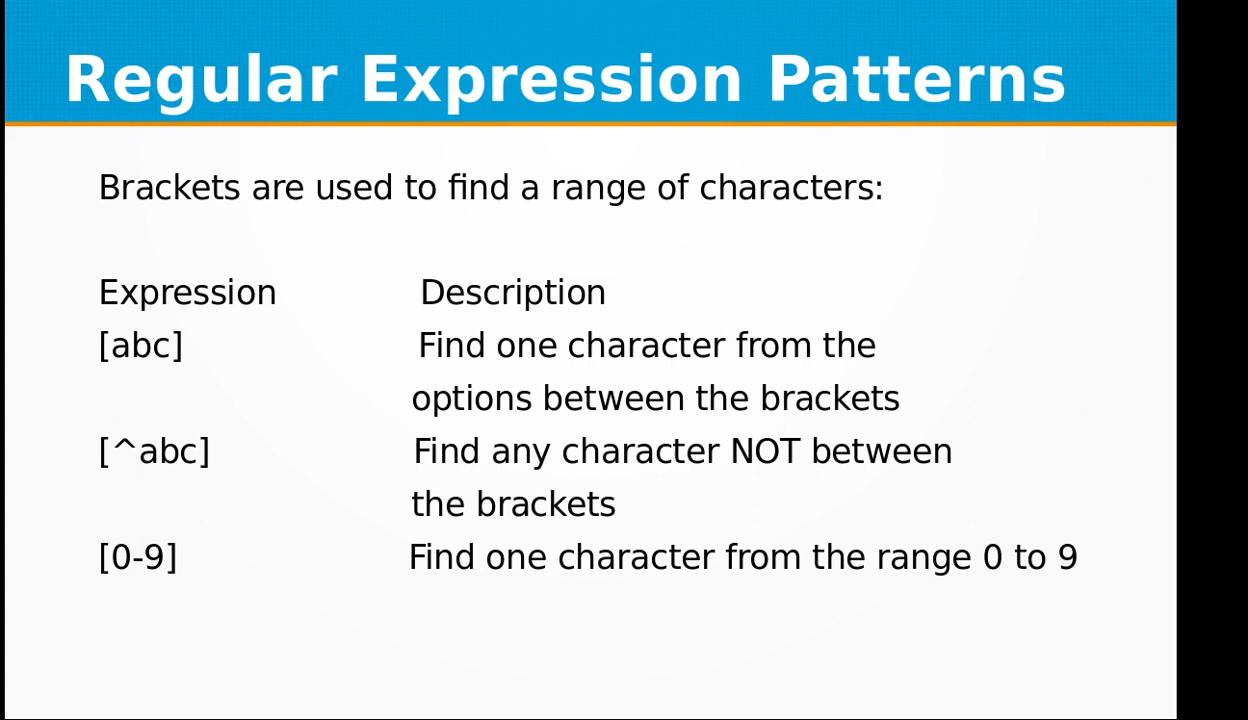 Regular Expression Patterns
Brackets are used to find a range of characters:
Expression Description
[abc] Find one character from the
options between the brackets
[^abc] Find any character NOT between
the brackets
[0-9] Find one character from the range 0 to 9